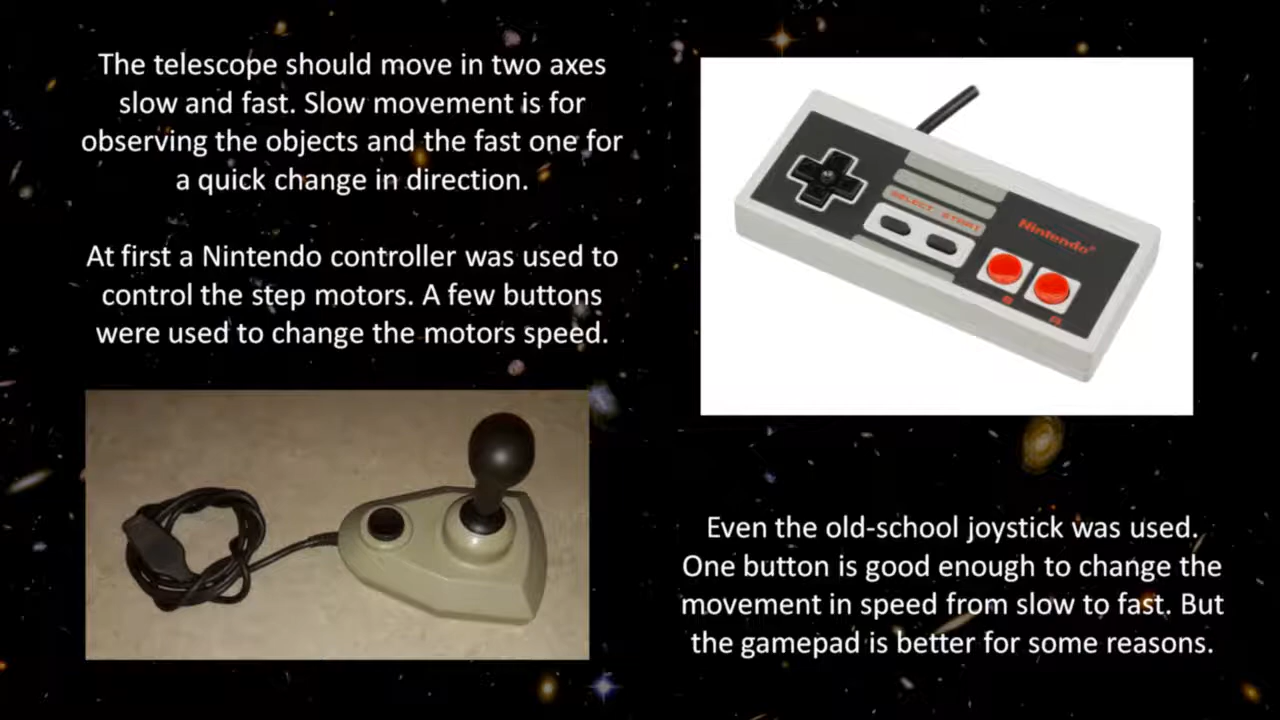 The telescope should move in two axes
slow and fast. Slow movement is for
observing the objects and the fast one for
a quick change in direction.
At first a Nintendo controller was used to
control the step motors. A few buttons
were used to change the motors speed.
SELECT START
Nintendo®
B
A
Even the old-school joystick was used.
One button is good enough to change the
movement in speed from slow to fast. But
the gamepad is better for some reasons.